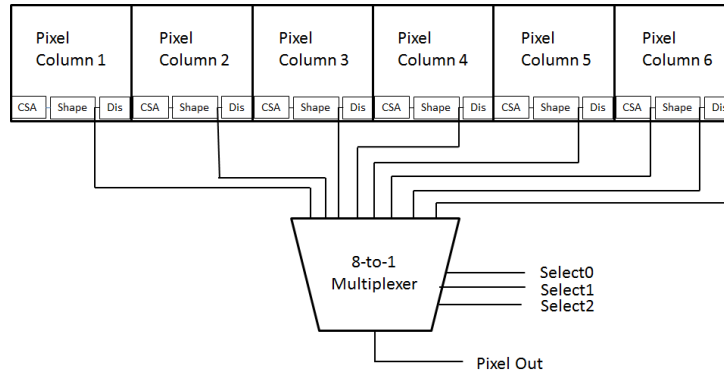 Pixel Column 1
Pixel Column 2
Pixel Column 3
Pixel Column 4
Pixel Column 5
Pixel Column 6
CSA Shape Dis CSA Shape Dis CSA Shape Dis CSA Shape Dis CSA Shape Dis CSA Shape Dis
8-to-1
Multiplexer
Select0
Select1
Select2
Pixel Out